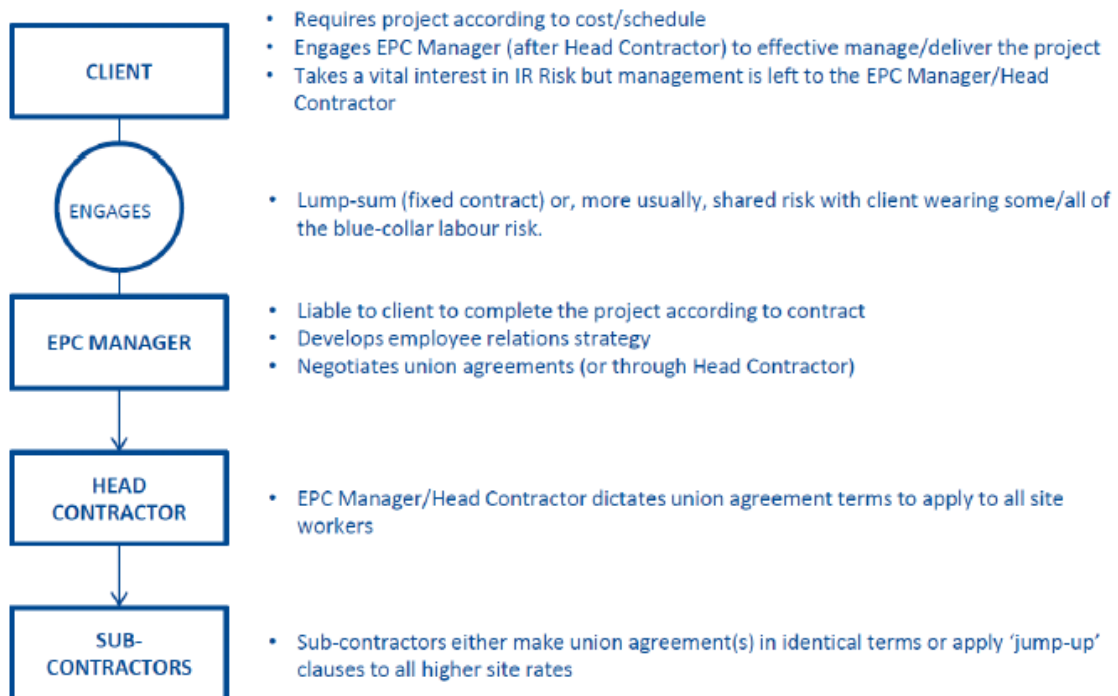 CLIENT
• Requires project according to cost/schedule
• Engages EPC Manager (after Head Contractor) to effective manage/deliver the project
• Takes a vital interest in IR Risk but management is left to the EPC Manager/Head
Contractor
ENGAGES
• Lump-sum (fixed contract) or, more usually, shared risk with client wearing some/all of
the blue-collar labour risk.
EPC MANAGER
• Liable to client to complete the project according to contract
• Develops employee relations strategy
• Negotiates union agreements (or through Head Contractor)
HEAD
CONTRACTOR
• EPC Manager/Head Contractor dictates union agreement terms to apply to all site
workers
SUB-
CONTRACTORS
• Sub-contractors either make union agreement(s) in identical terms or apply ‘jump-up’
clauses to all higher site rates